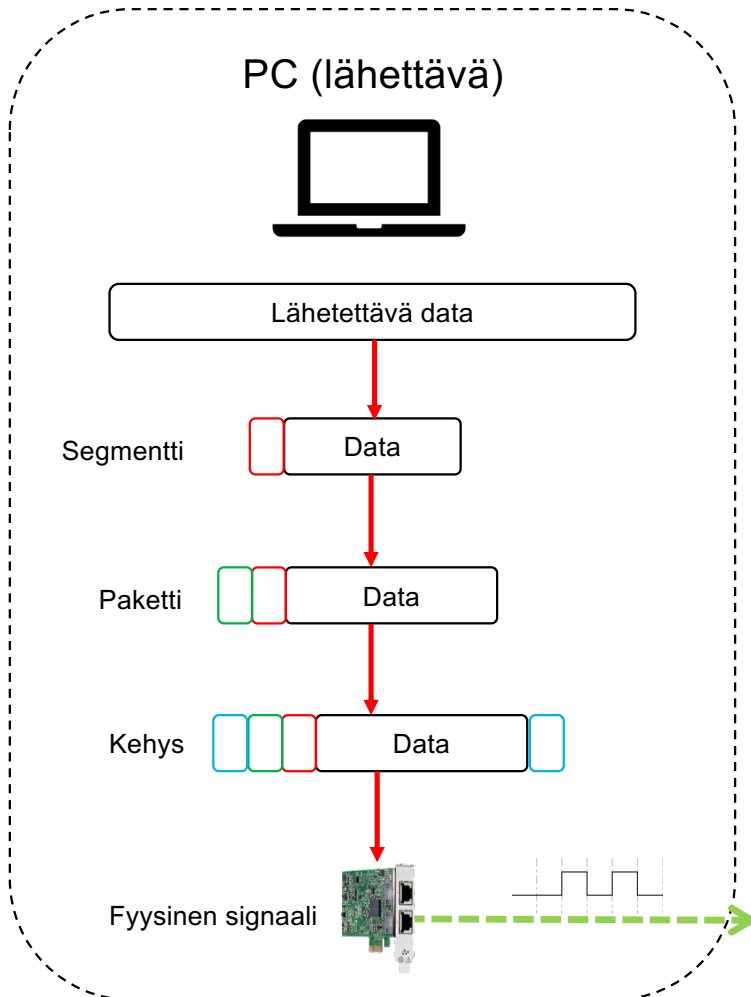 PC (lähettävä)
Lähetettävä data
Segmentti
Data
Paketti
Data
Kehys
Data
Fyysinen signaali